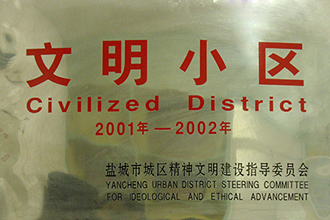 文明小区
Civilized District
2001年—2002年
盐城市城区精神文明建设指导委员会
YANCHENG URBAN DISTRICT STEERING COMMITTEE
FOR IDEOLOGICAL AND ETHICAL ADVANCEMENT